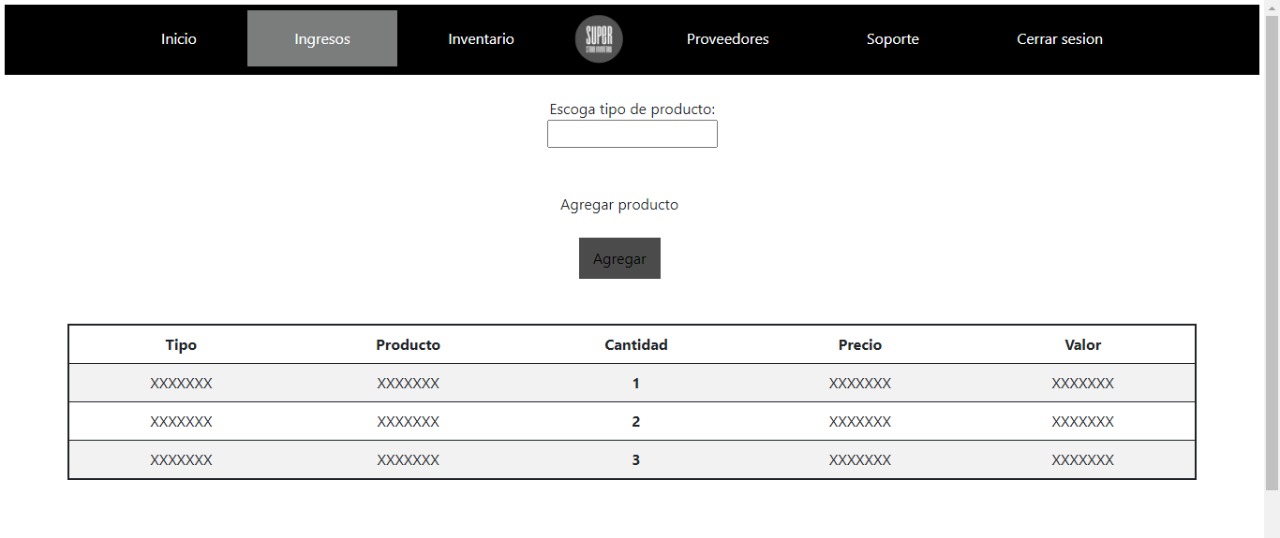 Inicio Ingresos Inventario SUPER Proveedores Soporte Cerrar sesion
Escoga tipo de producto:
Agregar producto
Agregar
Tipo Producto Cantidad Precio Valor
XXXXXXX XXXXXXX 1 XXXXXXX XXXXXXX
XXXXXXX XXXXXXX 2 XXXXXXX XXXXXXX
XXXXXXX XXXXXXX 3 XXXXXXX XXXXXXX